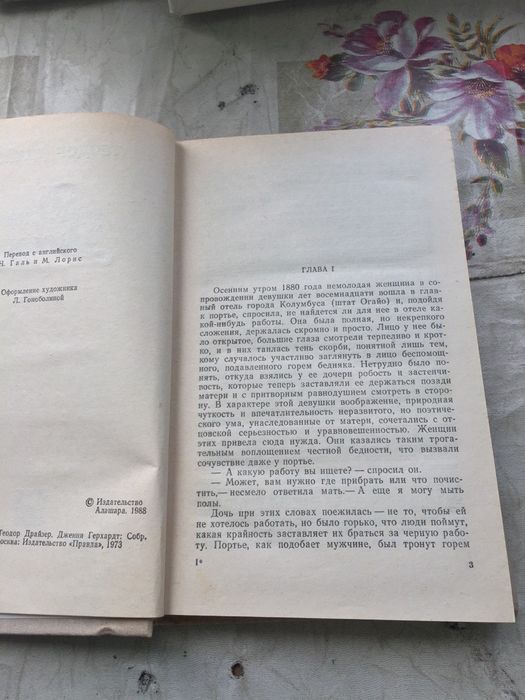 Перевод с английского
Н. Галь и М. Лорие
Оформление художника
Л. Гоноболиной
© Издательство
Алашара. 1988
Теодор Драйзер. Дженни Герхардт: Собр.
Москва: Издательство «Правда», 1973
ГЛАВА I
Осенним утром 1880 года немолодая женщина в со-
провождении девушки лет восемнадцати вошла в глав-
ный отель города Колумбуса (штат Огайо) и, подойдя
к портье, спросила, не найдется ли для нее в отеле
какой-нибудь работы. Она была полная, но некрепкого
сложения, держалась скромно и просто. Лицо у нее бы-
ло открытое, большие глаза смотрели терпеливо и крот-
ко, и в них таилась тень скорби, понятной лишь тем,
кому случалось участливо заглянуть в лицо беспомощ-
ного, подавленного горем бедняка. Нетрудно было по-
нять, откуда взялись у ее дочери робость и застенчи-
вость, которые теперь заставляли ее держаться позади
матери и с притворным равнодушием смотреть в сторо-
ну. В характере этой девушки воображение, природная
чуткость и впечатлительность неразвитого, но поэтиче-
ского ума, унаследованные от матери, сочетались с от-
цовской серьезностью и уравновешенностью. Женщин
этих привела сюда нужда. Они казались таким трога-
тельным воплощением честной бедности, что вызвали
сочувствие даже у портье.
— А какую работу вы ищете? — спросил он.
— Может, вам нужно где прибрать или что почис-
тить,— несмело ответила мать.— А еще я могу мыть
полы.
Дочь при этих словах поежилась — не то, чтобы ей
не хотелось работать, но было горько, что люди поймут,
какая крайность заставляет их браться за черную рабо-
ту. Портье, как подобает мужчине, был тронут горем
1*
3